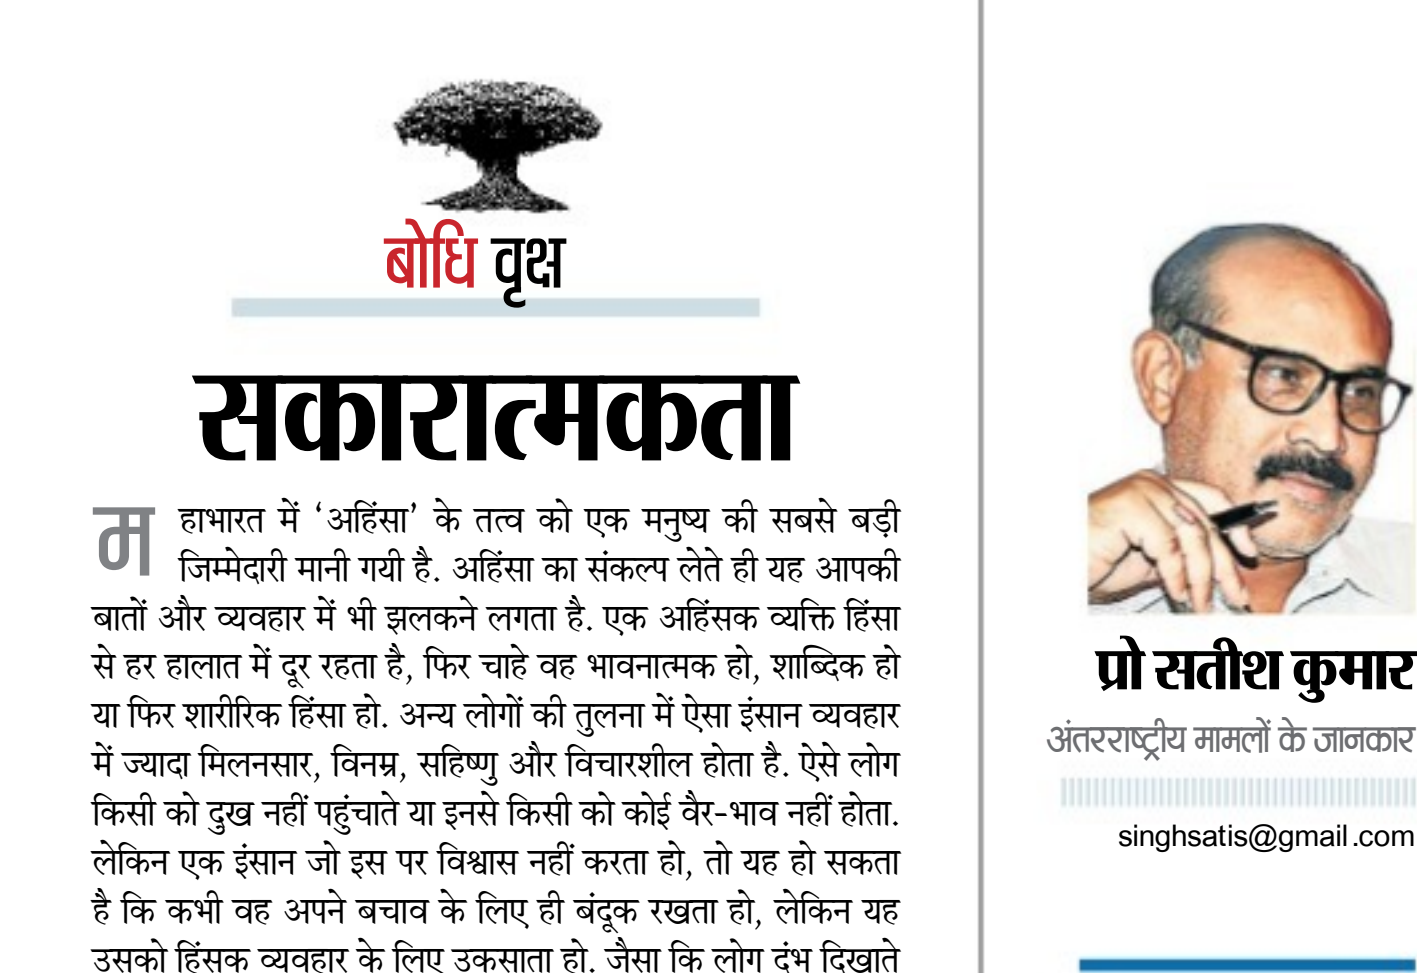 बोधि वृक्ष
सकारात्मकता
महाभारत में ‘अहिंसा’ के तत्व को एक मनुष्य की सबसे बड़ी
जिम्मेदारी मानी गयी है. अहिंसा का संकल्प लेते ही यह आपकी
बातों और व्यवहार में भी झलकने लगता है. एक अहिंसक व्यक्ति हिंसा
से हर हालात में दूर रहता है, फिर चाहे वह भावनात्मक हो, शाब्दिक हो
या फिर शारीरिक हिंसा हो. अन्य लोगों की तुलना में ऐसा इंसान व्यवहार
में ज्यादा मिलनसार, विनम्र, सहिष्णु और विचारशील होता है. ऐसे लोग
किसी को दुख नहीं पहुंचाते या इनसे किसी को कोई वैर-भाव नहीं होता.
लेकिन एक इंसान जो इस पर विश्वास नहीं करता हो, तो यह हो सकता
है कि कभी वह अपने बचाव के लिए ही बंदूक रखता हो, लेकिन यह
उसको हिंसक व्यवहार के लिए उकसाता हो. जैसा कि लोग दंभ दिखाते
प्रो सतीश कुमार
अंतरराष्ट्रीय मामलों के जानकार
singhsatis@gmail.com